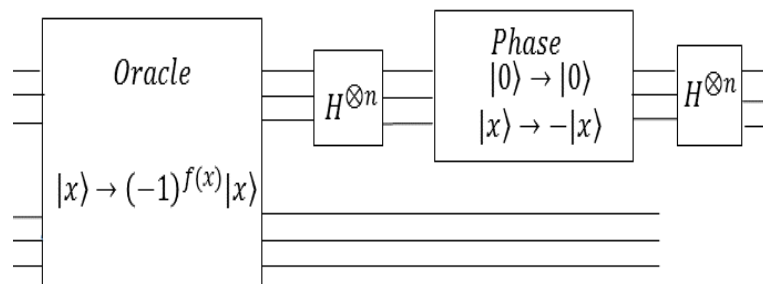 Oracle
|x⟩ → (-1)^{f(x)}|x⟩
H^{⊗n}
Phase
|0⟩ → |0⟩
|x⟩ → -|x⟩
H^{⊗n}